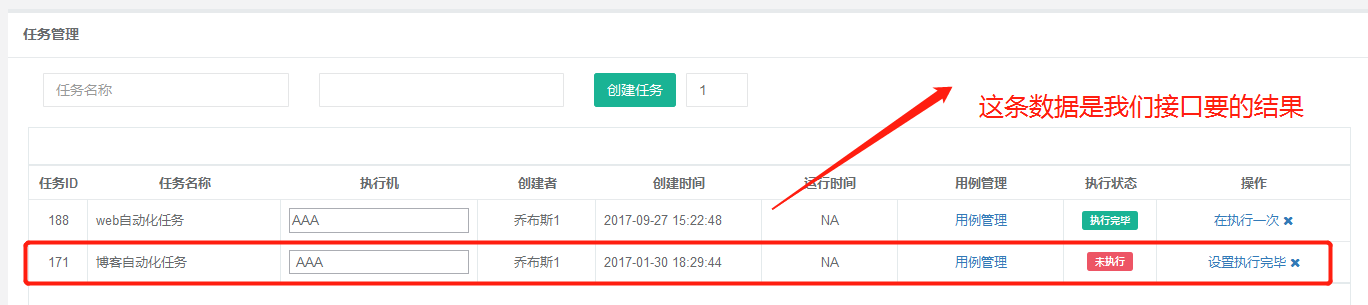 任务管理
任务名称 创建任务 1
这条数据是我们接口要的结果
任务ID 任务名称 执行机 创建者 创建时间 运行时间 用例管理 执行状态 操作
188 web自动化任务 AAA 乔布斯1 2017-09-27 15:22:48 NA 用例管理 执行完毕 在执行一次
171 博客自动化任务 AAA 乔布斯1 2017-01-30 18:29:44 NA 用例管理 未执行 设置执行完毕